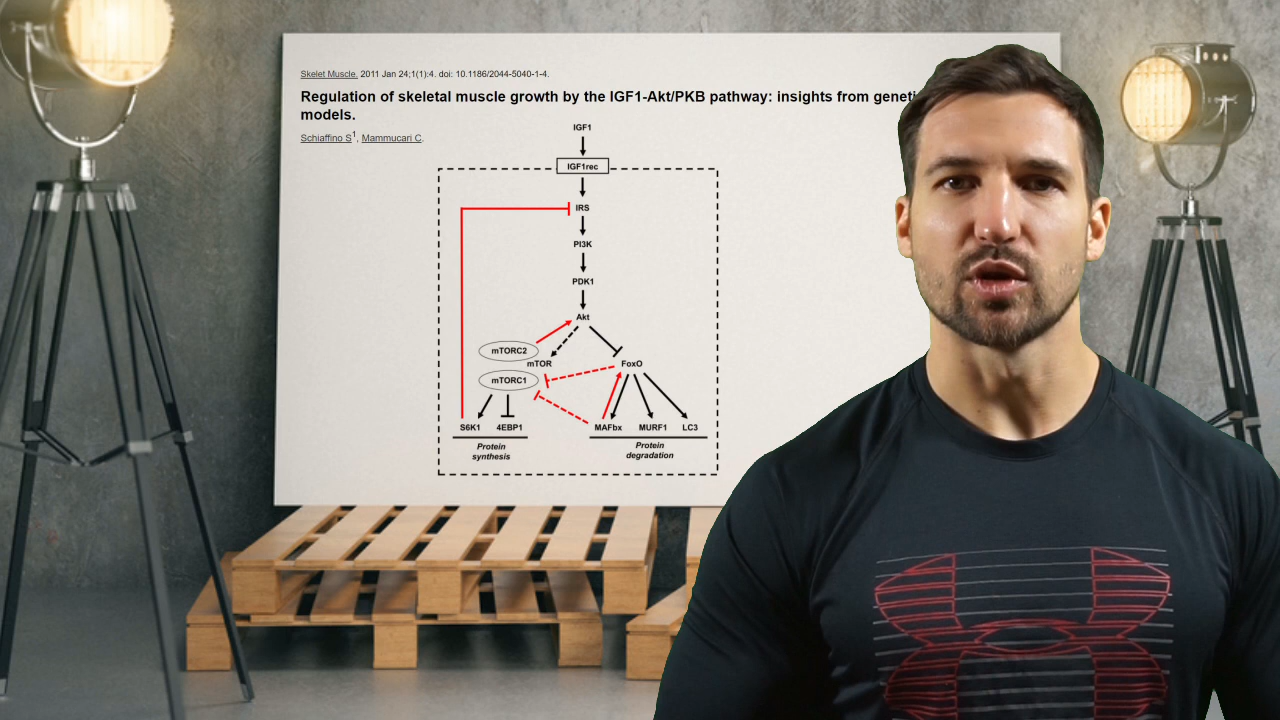 Skelet Muscle. 2011 Jan 24;1(1):4. doi: 10.1186/2044-5040-1-4.
Regulation of skeletal muscle growth by the IGF1-Akt/PKB pathway: insights from
models.
Schiaffino S1, Mammucari C.
IGF1
IGF1rec
IRS
PI3K
PDK1
Akt
mTORC2
mTOR
FoxO
mTORC1
S6K1 4EBP1 MAFbx MURF1 LC3
Protein
synthesis
Protein
degradation